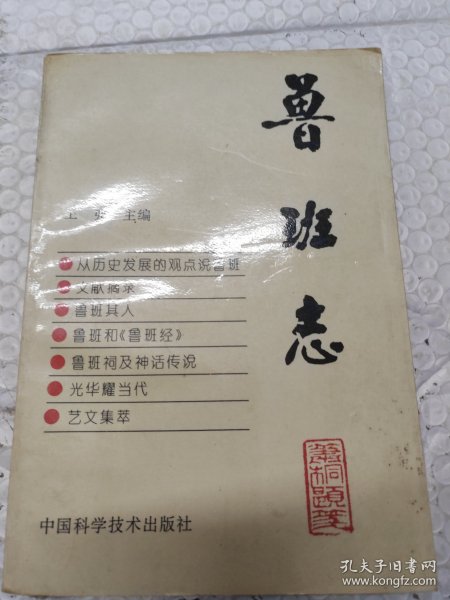 鲁班志
主编
从历史发展的观点说鲁班
文献摘录
鲁班其人
鲁班和《鲁班经》
鲁班祠及神话传说
光华耀当代
艺文集萃
中国科学技术出版社
孔夫子旧书网
www.kongfz.com